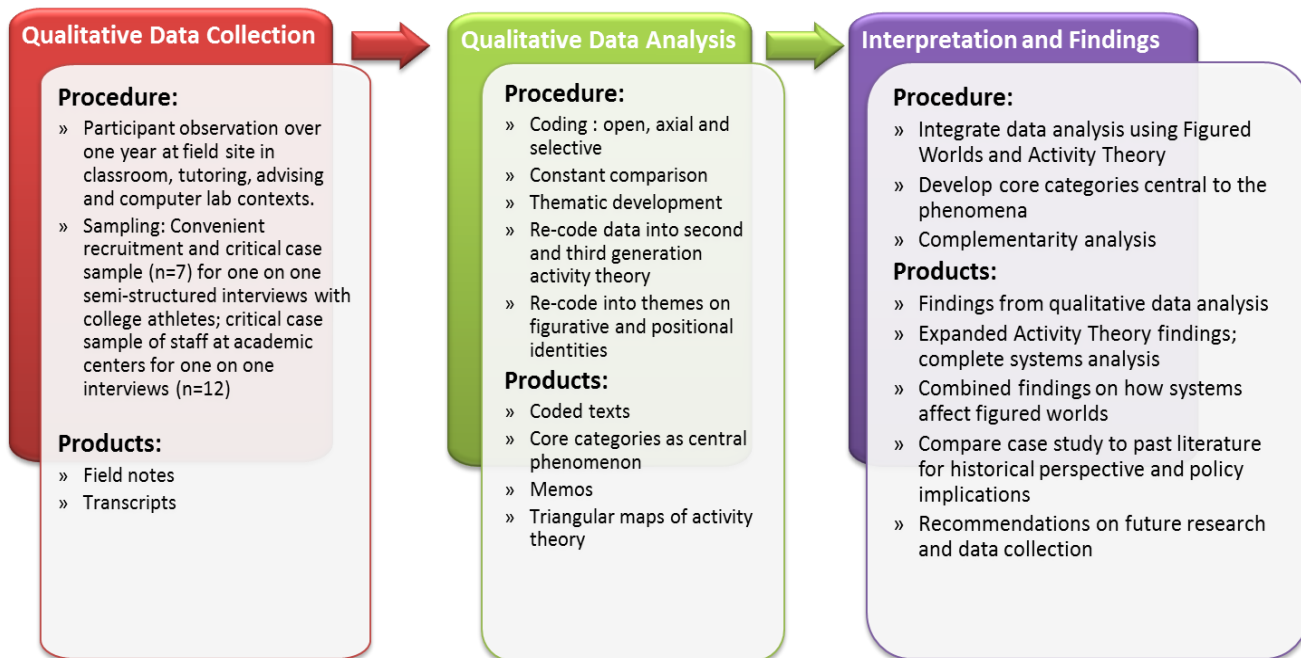 Qualitative Data Collection
Procedure:
» Participant observation over
one year at field site in
classroom, tutoring, advising
and computer lab contexts.
» Sampling: Convenient
recruitment and critical case
sample (n=7) for one on one
semi-structured interviews with
college athletes; critical case
sample of staff at academic
centers for one on one
interviews (n=12)
Products:
» Field notes
» Transcripts
Qualitative Data Analysis
Procedure:
» Coding : open, axial and
selective
» Constant comparison
» Thematic development
» Re-code data into second
and third generation
activity theory
» Re-code into themes on
figurative and positional
identities
Products:
» Coded texts
» Core categories as central
phenomenon
» Memos
» Triangular maps of activity
theory
Interpretation and Findings
Procedure:
» Integrate data analysis using Figured
Worlds and Activity Theory
» Develop core categories central to the
phenomena
» Complementarity analysis
Products:
» Findings from qualitative data analysis
» Expanded Activity Theory findings;
complete systems analysis
» Combined findings on how systems
affect figured worlds
» Compare case study to past literature
for historical perspective and policy
implications
» Recommendations on future research
and data collection